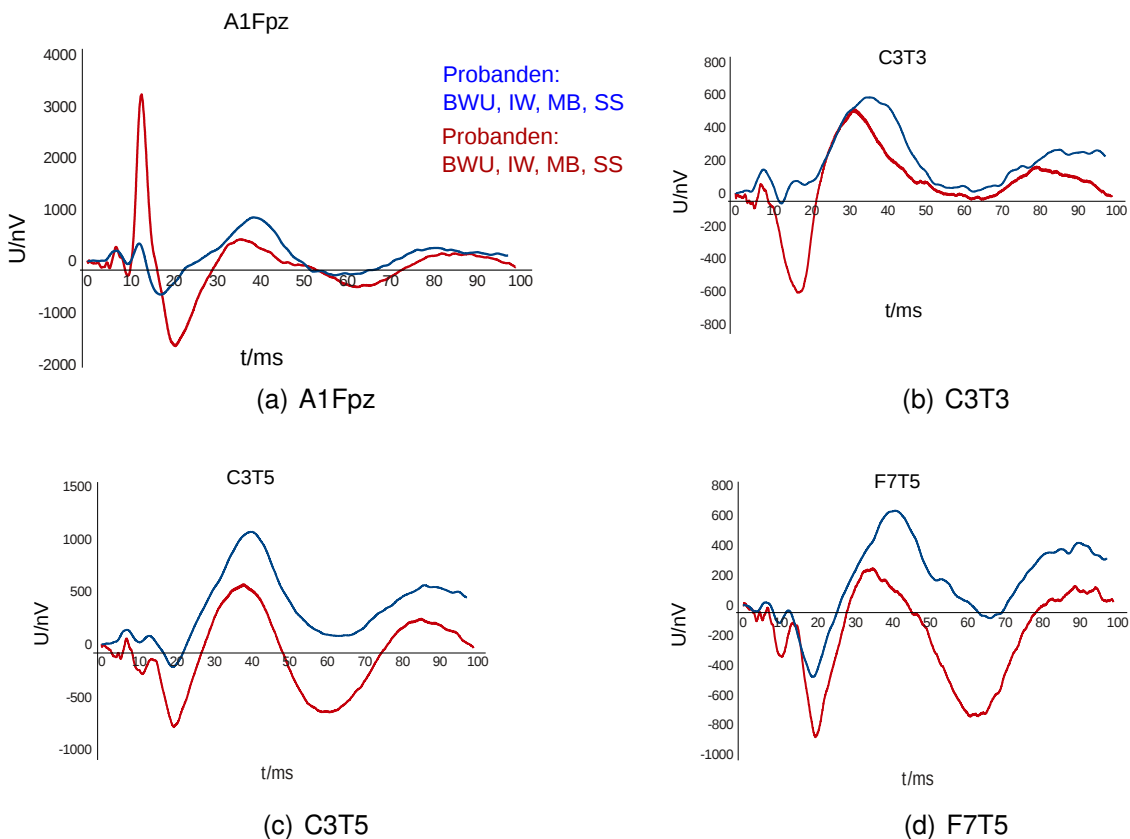 A1Fpz
4000
3000
2000
1000
0
-1000
-2000
U/nV
0 10 20 30 40 50 60 70 80 90 100
t/ms
Probanden:
BWU, IW, MB, SS
Probanden:
BWU, IW, MB, SS
(a) A1Fpz
C3T3
800
600
400
200
0
-200
-400
-600
-800
U/nV
0 10 20 30 40 50 60 70 80 90 100
t/ms
(b) C3T3
C3T5
1500
1000
500
0
-500
-1000
U/nV
0 10 20 30 40 50 60 70 80 90 100
t/ms
(c) C3T5
F7T5
800
600
400
200
0
-200
-400
-600
-800
-1000
U/nV
0 10 20 30 40 50 60 70 80 90 100
t/ms
(d) F7T5